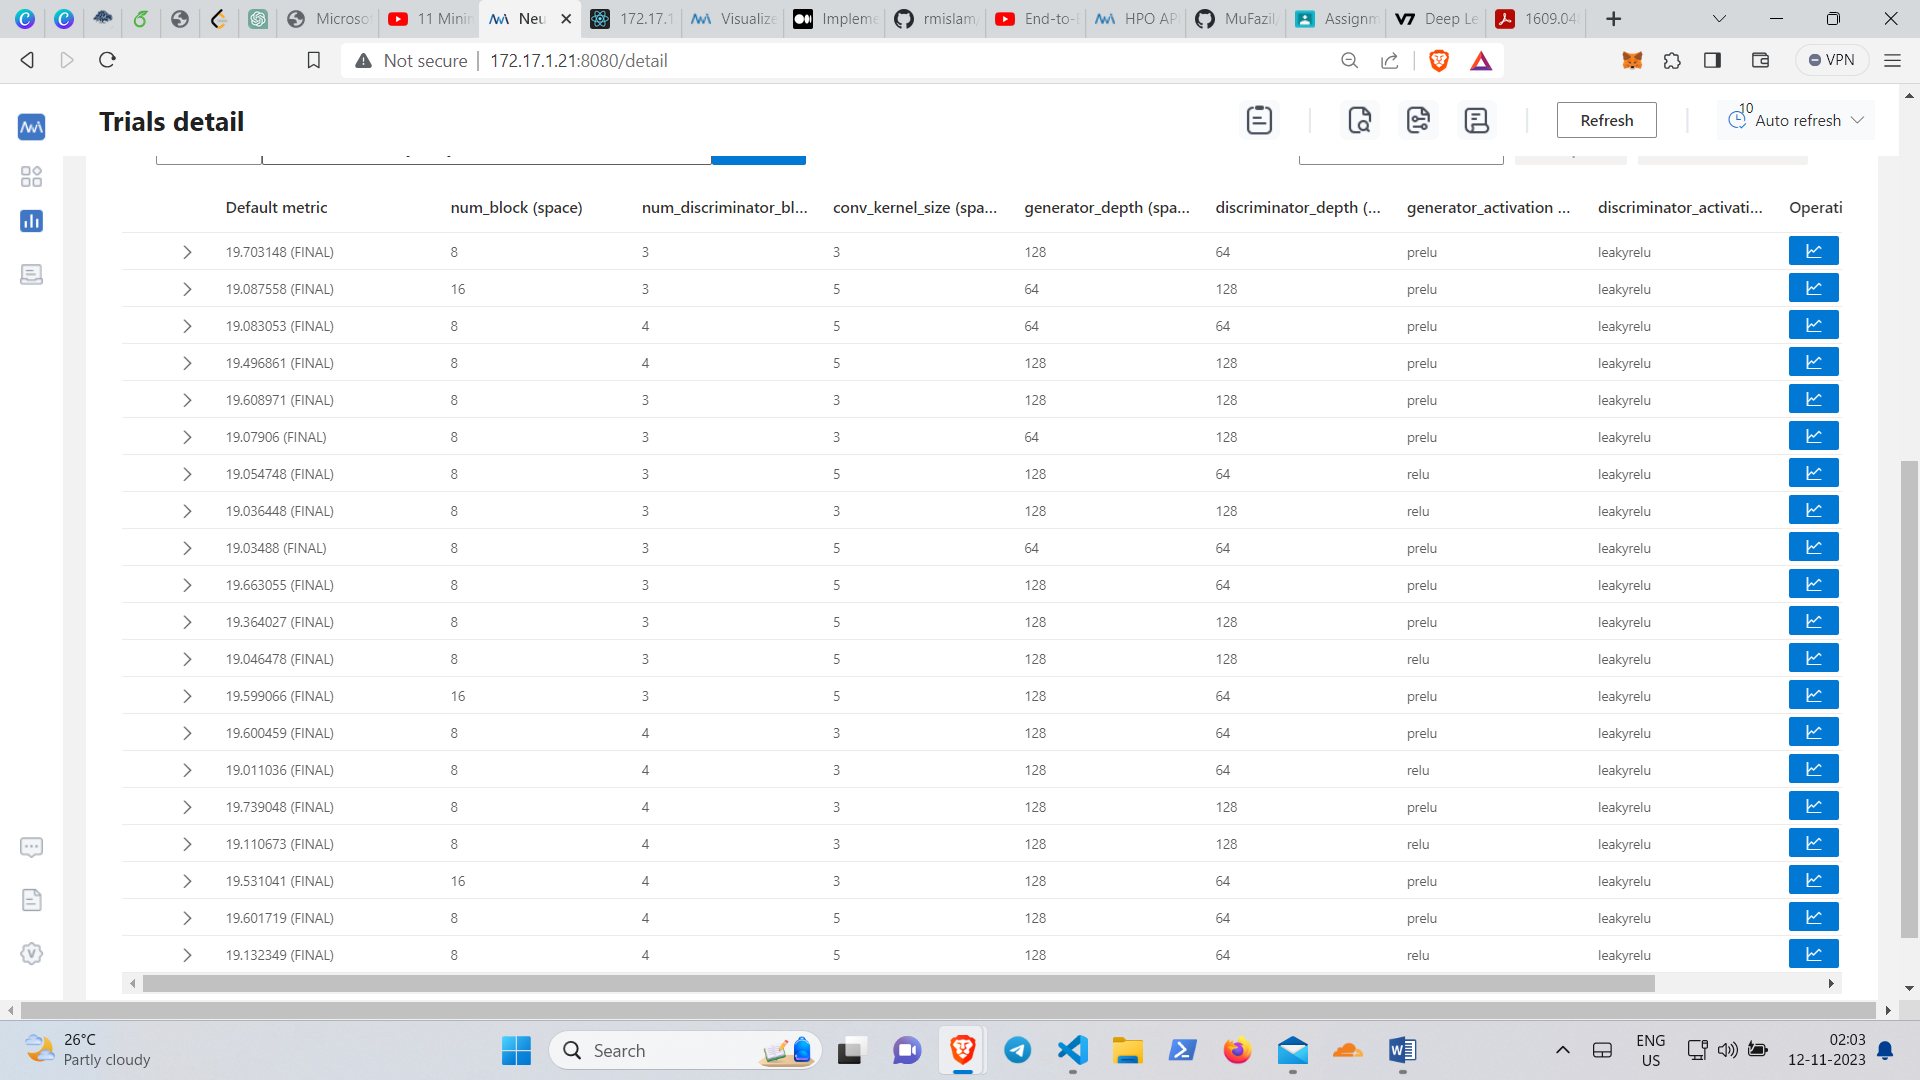 Microso
11 Minin
Neu
172.17.1
Visualize
Impleme
rmislam/
End-to-E
HPO AP
MuFazil/
Assignm
Deep Le
1609.04
Not secure
172.17.1.21:8080/detail
VPN
Trials detail
Refresh
10
Auto refresh
Default metric num_block (space) num_discriminator_bl... conv_kernel_size (spa... generator_depth (spa... discriminator_depth (... generator_activation ... discriminator_activati... Operati
19.703148 (FINAL) 8 3 3 128 64 prelu leakyrelu
19.087558 (FINAL) 16 3 5 64 128 prelu leakyrelu
19.083053 (FINAL) 8 4 5 64 64 prelu leakyrelu
19.496861 (FINAL) 8 4 5 128 128 prelu leakyrelu
19.608971 (FINAL) 8 3 3 128 128 prelu leakyrelu
19.07906 (FINAL) 8 3 3 64 128 prelu leakyrelu
19.054748 (FINAL) 8 3 5 128 64 relu leakyrelu
19.036448 (FINAL) 8 3 3 128 128 relu leakyrelu
19.03488 (FINAL) 8 3 5 64 64 prelu leakyrelu
19.663055 (FINAL) 8 3 5 128 64 prelu leakyrelu
19.364027 (FINAL) 8 3 5 128 128 prelu leakyrelu
19.046478 (FINAL) 8 3 5 128 128 relu leakyrelu
19.599066 (FINAL) 16 3 5 128 64 prelu leakyrelu
19.600459 (FINAL) 8 4 3 128 64 prelu leakyrelu
19.011036 (FINAL) 8 4 3 128 64 relu leakyrelu
19.739048 (FINAL) 8 4 3 128 128 prelu leakyrelu
19.110673 (FINAL) 8 4 3 128 128 relu leakyrelu
19.531041 (FINAL) 16 4 3 128 64 prelu leakyrelu
19.601719 (FINAL) 8 4 5 128 64 prelu leakyrelu
19.132349 (FINAL) 8 4 5 128 64 relu leakyrelu
26°C
Partly cloudy
Search
ENG
US
02:03
12-11-2023